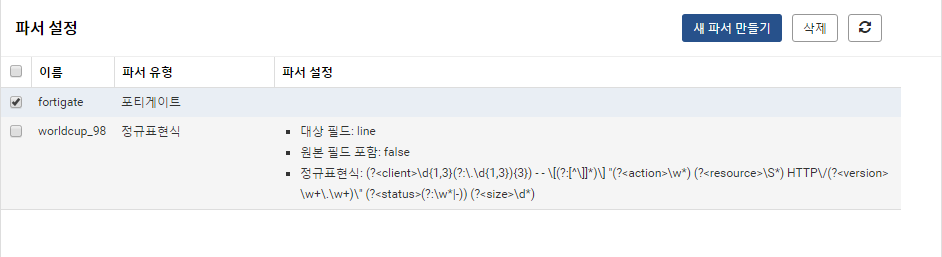 파서 설정
새 파서 만들기
삭제
이름 파서 유형 파서 설정
fortigate 포티게이트
worldcup_98 정규표현식
대상 필드: line
원본 필드 포함: false
정규표현식: (?<client>\d{1,3}(?:\.\d{1,3}){3}) - - \[(?:[^\]]*)\] "(?<action>\w*) (?<resource>\S*) HTTP\/(?<version>
\w+\.\w+)\" (?<status>(?:\w*|-)) (?<size>\d*)